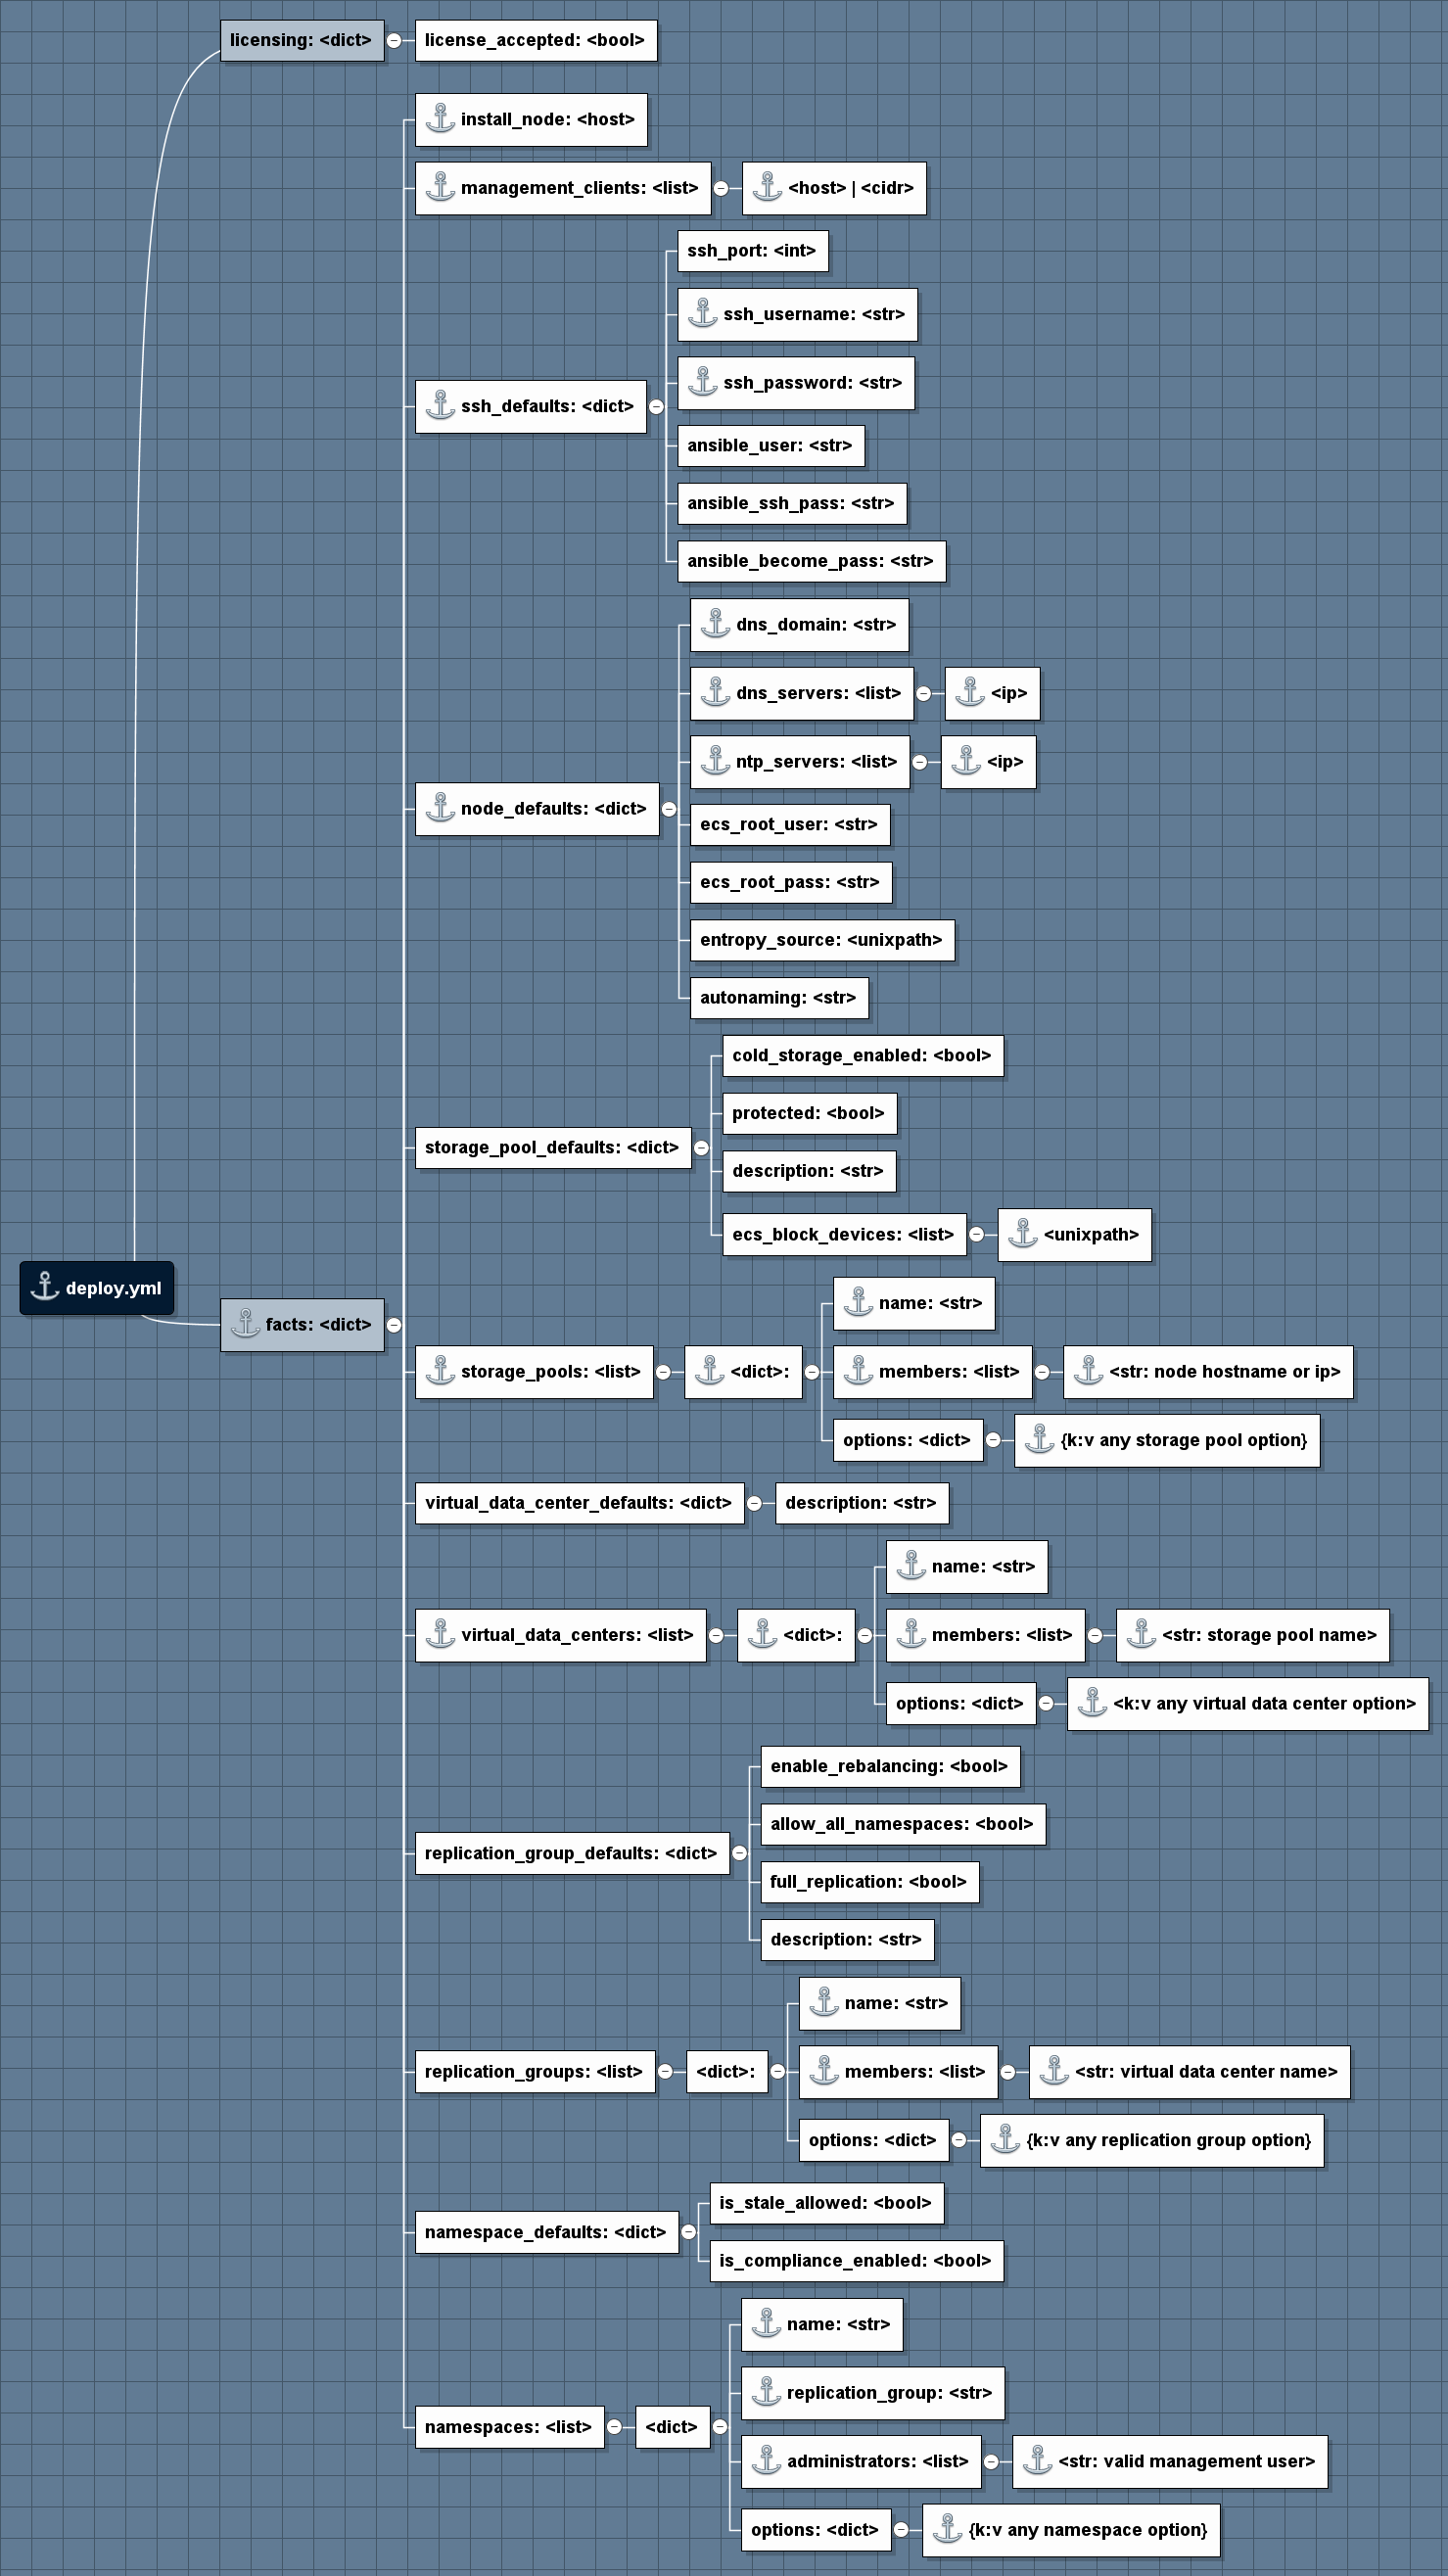 licensing: <dict>
license_accepted: <bool>
install_node: <host>
management_clients: <list>
<host> | <cidr>
ssh_defaults: <dict>
ssh_port: <int>
ssh_username: <str>
ssh_password: <str>
ansible_user: <str>
ansible_ssh_pass: <str>
ansible_become_pass: <str>
node_defaults: <dict>
dns_domain: <str>
dns_servers: <list>
<ip>
ntp_servers: <list>
<ip>
ecs_root_user: <str>
ecs_root_pass: <str>
entropy_source: <unixpath>
autonaming: <str>
storage_pool_defaults: <dict>
cold_storage_enabled: <bool>
protected: <bool>
description: <str>
ecs_block_devices: <list>
<unixpath>
deploy.yml
facts: <dict>
storage_pools: <list>
<dict>:
name: <str>
members: <list>
<str: node hostname or ip>
options: <dict>
{k:v any storage pool option}
virtual_data_center_defaults: <dict>
description: <str>
virtual_data_centers: <list>
<dict>:
name: <str>
members: <list>
<str: storage pool name>
options: <dict>
<k:v any virtual data center option>
replication_group_defaults: <dict>
enable_rebalancing: <bool>
allow_all_namespaces: <bool>
full_replication: <bool>
description: <str>
replication_groups: <list>
<dict>:
name: <str>
members: <list>
<str: virtual data center name>
options: <dict>
{k:v any replication group option}
namespace_defaults: <dict>
is_stale_allowed: <bool>
is_compliance_enabled: <bool>
namespaces: <list>
<dict>
name: <str>
replication_group: <str>
administrators: <list>
<str: valid management user>
options: <dict>
{k:v any namespace option}